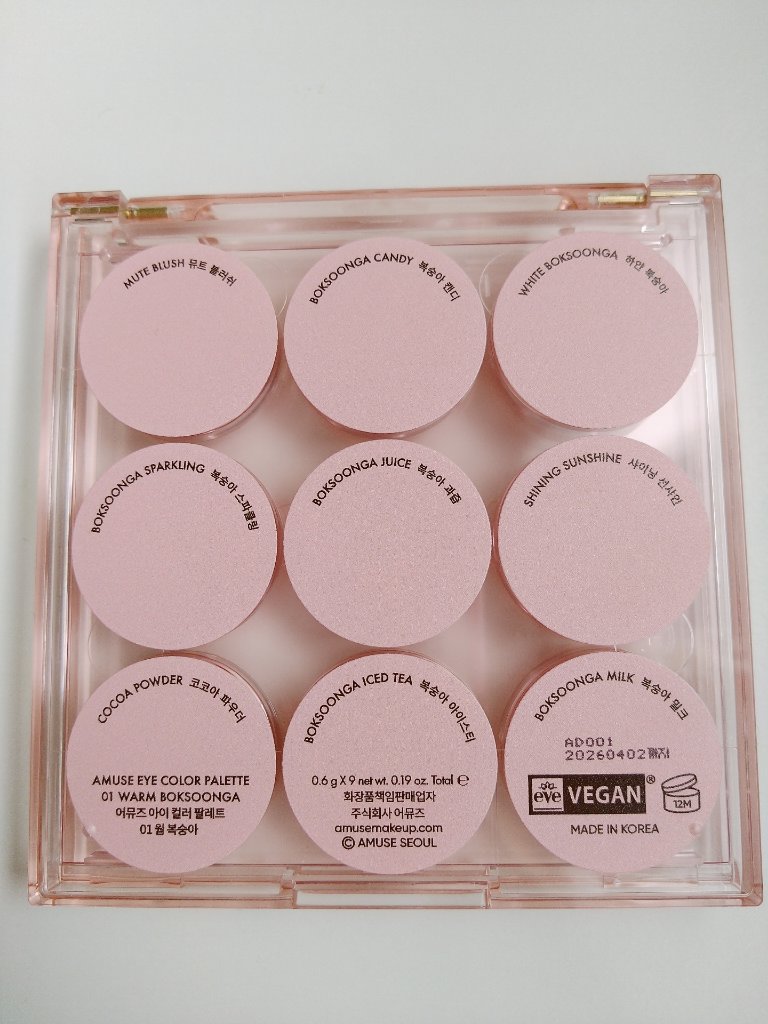 MUTE BLUSH 뮤트 블러쉬
BOKSOONGA CANDY 복숭아 캔디
WHITE BOKSOONGA 하얀 복숭아
BOKSOONGA SPARKLING 복숭아 스파클링
BOKSOONGA JUICE 복숭아 과즙
SHINING SUNSHINE 샤이닝 선샤인
COCOA POWDER 코코아 파우더
AMUSE EYE COLOR PALETTE
01 WARM BOKSOONGA
어뮤즈 아이 컬러 팔레트
01 웜 복숭아
BOKSOONGA ICED TEA 복숭아 아이스티
0.6 g X 9 net wt. 0.19 oz. Total ℮
화장품책임판매업자
주식회사 어뮤즈
amusemakeup.com
© AMUSE SEOUL
BOKSOONGA MILK 복숭아 밀크
AD001
20260402까지
eve VEGAN®
12M
MADE IN KOREA